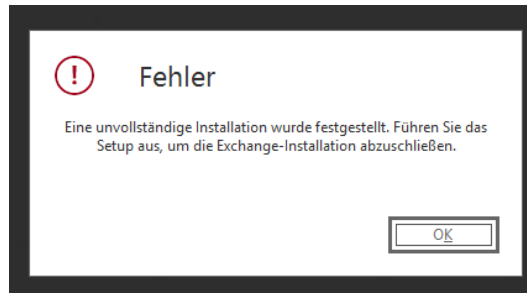 !
Fehler
Eine unvollständige Installation wurde festgestellt. Führen Sie das
Setup aus, um die Exchange-Installation abzuschließen.
OK